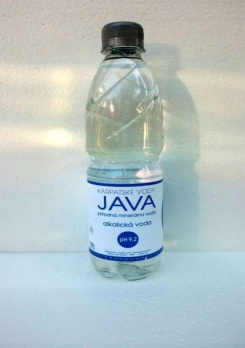 KARPATSKÉ VODY
JAVA
prírodná minerálna voda
alkalická voda
pH 9,2